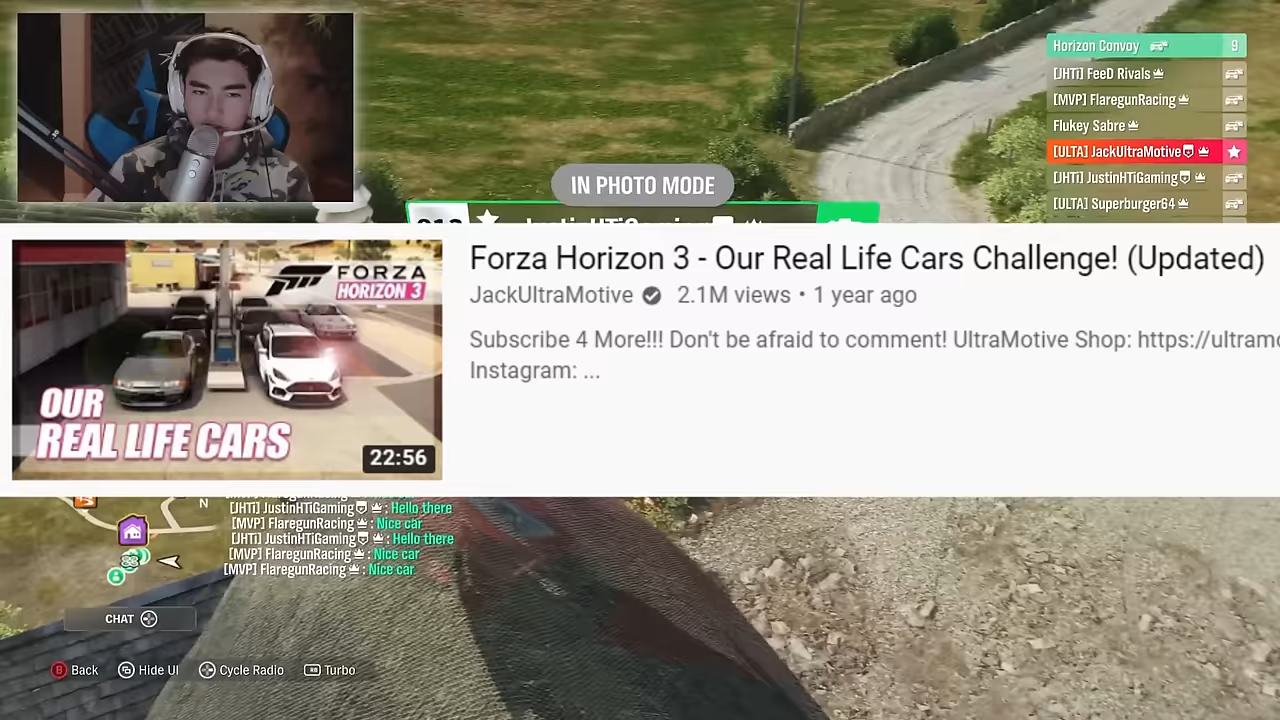 Horizon Convoy 9
[JHTi] FeeD Rivals
[MVP] FlaregunRacing
Flukey Sabre
[ULTA] JackUltraMotive
[JHTi] JustinHTiGaming
[ULTA] Superburger64
IN PHOTO MODE
Forza Horizon 3 - Our Real Life Cars Challenge! (Updated)
JackUltraMotive 2.1M views • 1 year ago
Subscribe 4 More!!! Don't be afraid to comment! UltraMotive Shop: https://ultramo
Instagram: ...
FORZA
HORIZON 3
OUR
REAL LIFE CARS
22:56
N
[JHTi] JustinHTiGaming : Hello there
[MVP] FlaregunRacing : Nice car
[JHTi] JustinHTiGaming : Hello there
[MVP] FlaregunRacing : Nice car
[MVP] FlaregunRacing : Nice car
CHAT
B Back Hide UI Cycle Radio RB Turbo